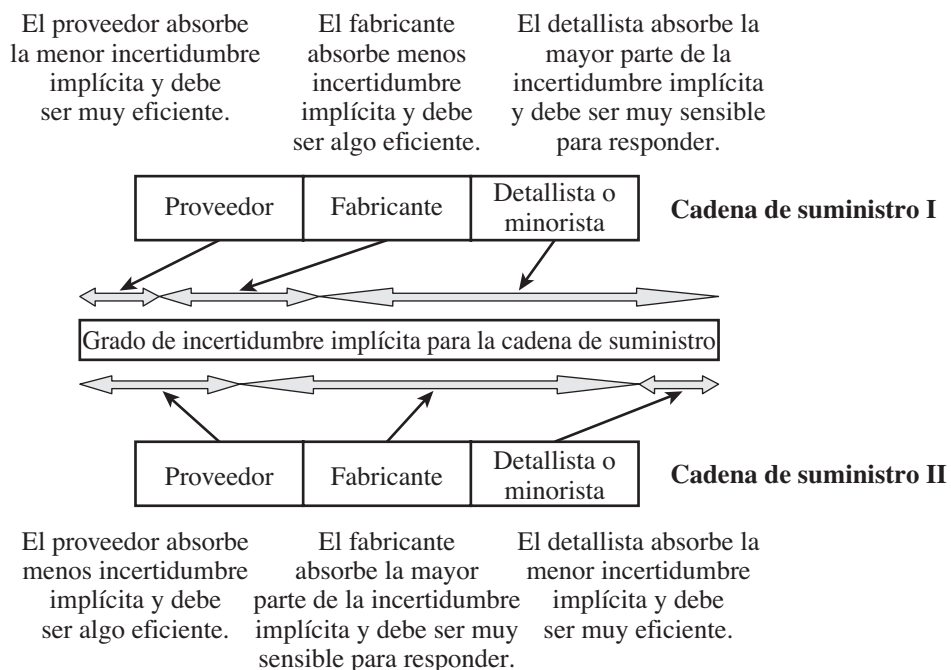 El proveedor absorbe
la menor incertidumbre
implícita y debe
ser muy eficiente.
El fabricante
absorbe menos
incertidumbre
implícita y debe
ser algo eficiente.
El detallista absorbe la
mayor parte de la
incertidumbre implícita
y debe ser muy sensible
para responder.
Proveedor
Fabricante
Detallista o
minorista
Cadena de suministro I
Grado de incertidumbre implícita para la cadena de suministro
Proveedor
Fabricante
Detallista o
minorista
Cadena de suministro II
El proveedor absorbe
menos incertidumbre
implícita y debe
ser algo eficiente.
El fabricante
absorbe la mayor
parte de la incertidumbre
implícita y debe ser muy
sensible para responder.
El detallista absorbe la
menor incertidumbre
implícita y debe
ser muy eficiente.